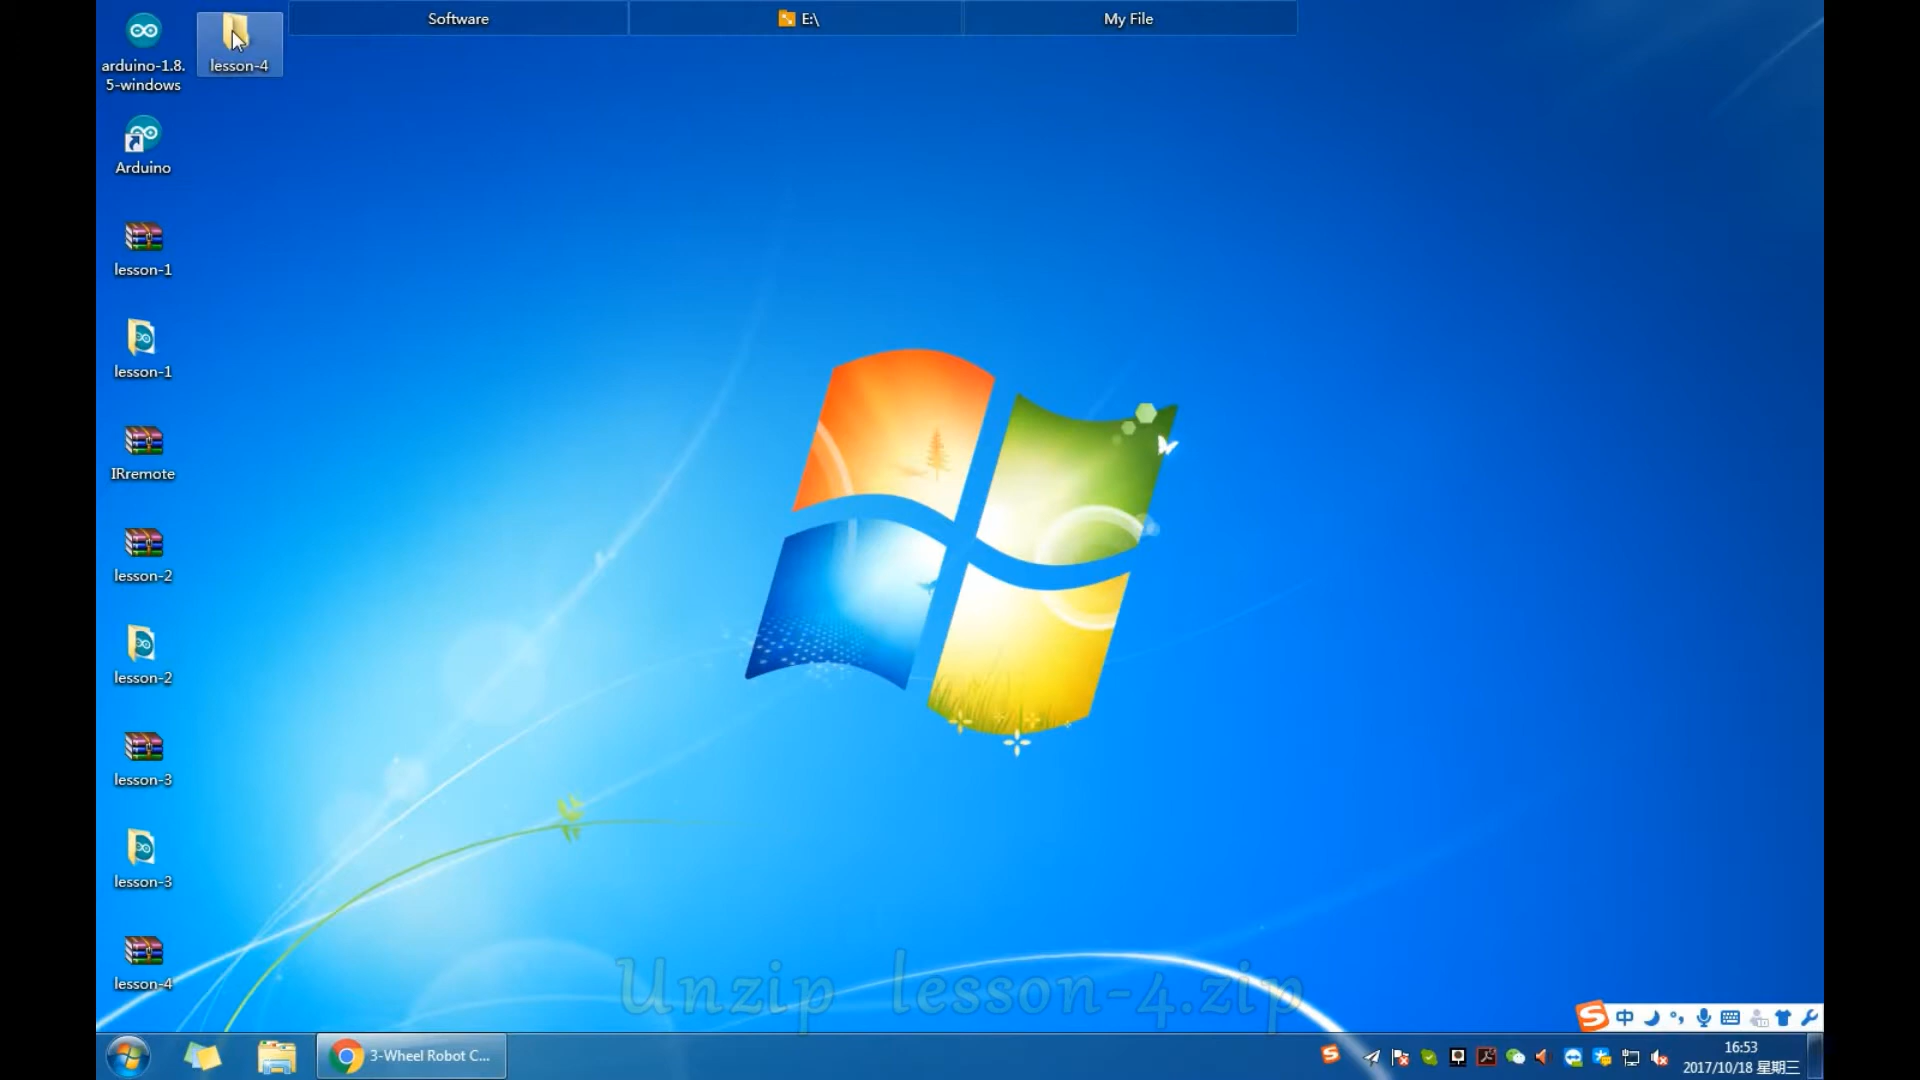 Software
E:\
My File
arduino-1.8.
5-windows
lesson-4
Arduino
lesson-1
lesson-1
IRremote
lesson-2
lesson-2
lesson-3
lesson-3
lesson-4
Unzip lesson-4.zip
中
3-Wheel Robot C...
16:53
2017/10/18 星期三